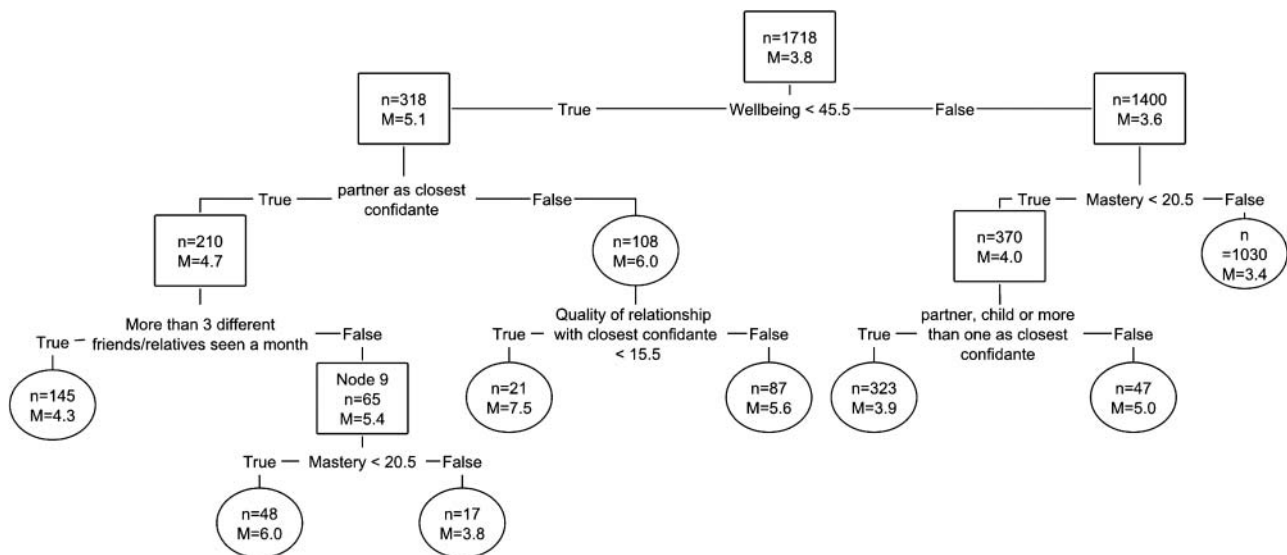 n=1718
M=3.8
n=318
M=5.1
True
Wellbeing < 45.5
False
n=1400
M=3.6
True
partner as closest
confidante
False
True
Mastery < 20.5
False
n=210
M=4.7
n=108
M=6.0
n=370
M=4.0
n
=1030
M=3.4
True
More than 3 different
friends/relatives seen a month
False
True
Quality of relationship
with closest confidante
< 15.5
False
True
partner, child or more
than one as closest
confidante
False
n=145
M=4.3
Node 9
n=65
M=5.4
n=21
M=7.5
n=87
M=5.6
n=323
M=3.9
n=47
M=5.0
True
Mastery < 20.5
False
n=48
M=6.0
n=17
M=3.8